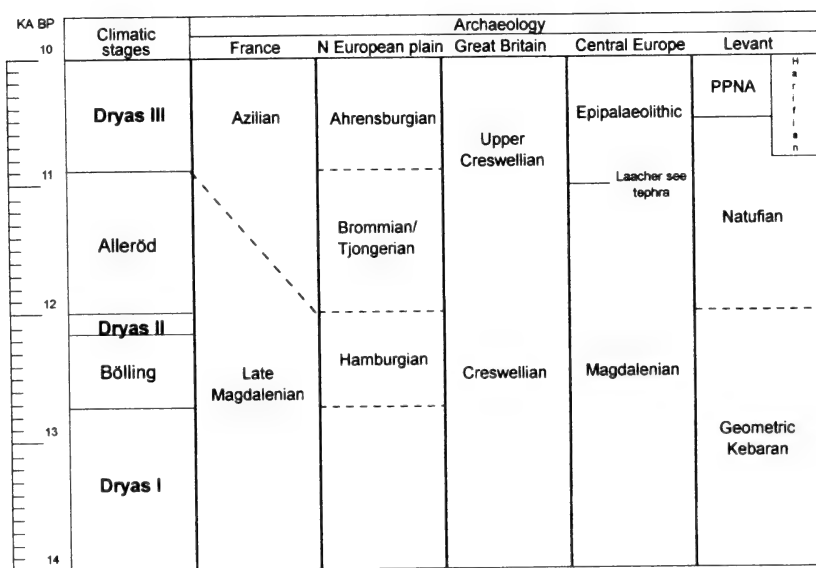 KA BP
Climatic
stages
Archaeology
France
N European plain
Great Britain
Central Europe
Levant
10
Dryas III
Azilian
Ahrensburgian
Upper
Creswellian
Epipalaeolithic
PPNA
Harifian
11
Laacher see
tephra
Alleröd
Brommian/
Tjongerian
Natufian
12
Dryas II
Bölling
Late
Magdalenian
Hamburgian
Creswellian
Magdalenian
13
Geometric
Kebaran
Dryas I
14